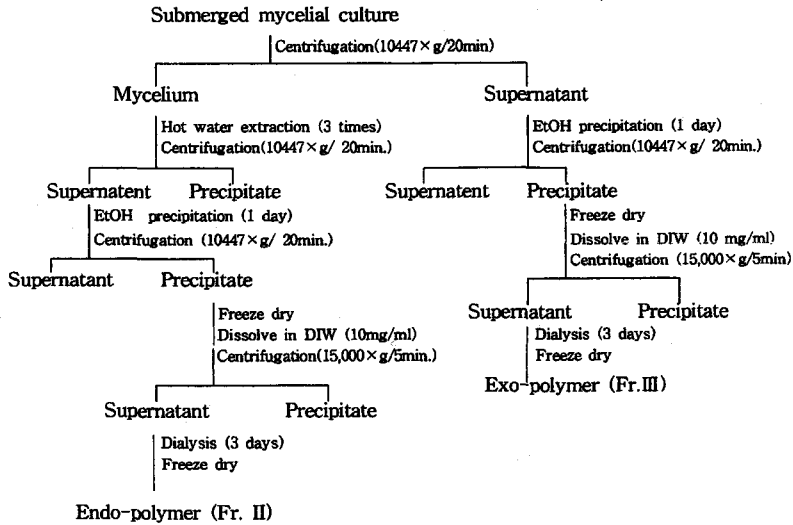 Submerged mycelial culture
Centrifugation(10447×g/20min)
Mycelium
Supernatant
Hot water extraction (3 times)
Centrifugation(10447×g/ 20min.)
EtOH precipitation (1 day)
Centrifugation(10447×g/ 20min.)
Supernatent
Precipitate
Supernatent
Precipitate
EtOH precipitation (1 day)
Centrifugation (10447×g/ 20min.)
Freeze dry
Dissolve in DIW (10 mg/ml)
Centrifugation (15,000×g/5min)
Supernatant
Precipitate
Supernatant
Precipitate
Freeze dry
Dissolve in DIW (10mg/ml)
Centrifugation(15,000×g/5min.)
Dialysis (3 days)
Freeze dry
Exo-polymer (Fr.III)
Supernatant
Precipitate
Dialysis (3 days)
Freeze dry
Endo-polymer (Fr. II)